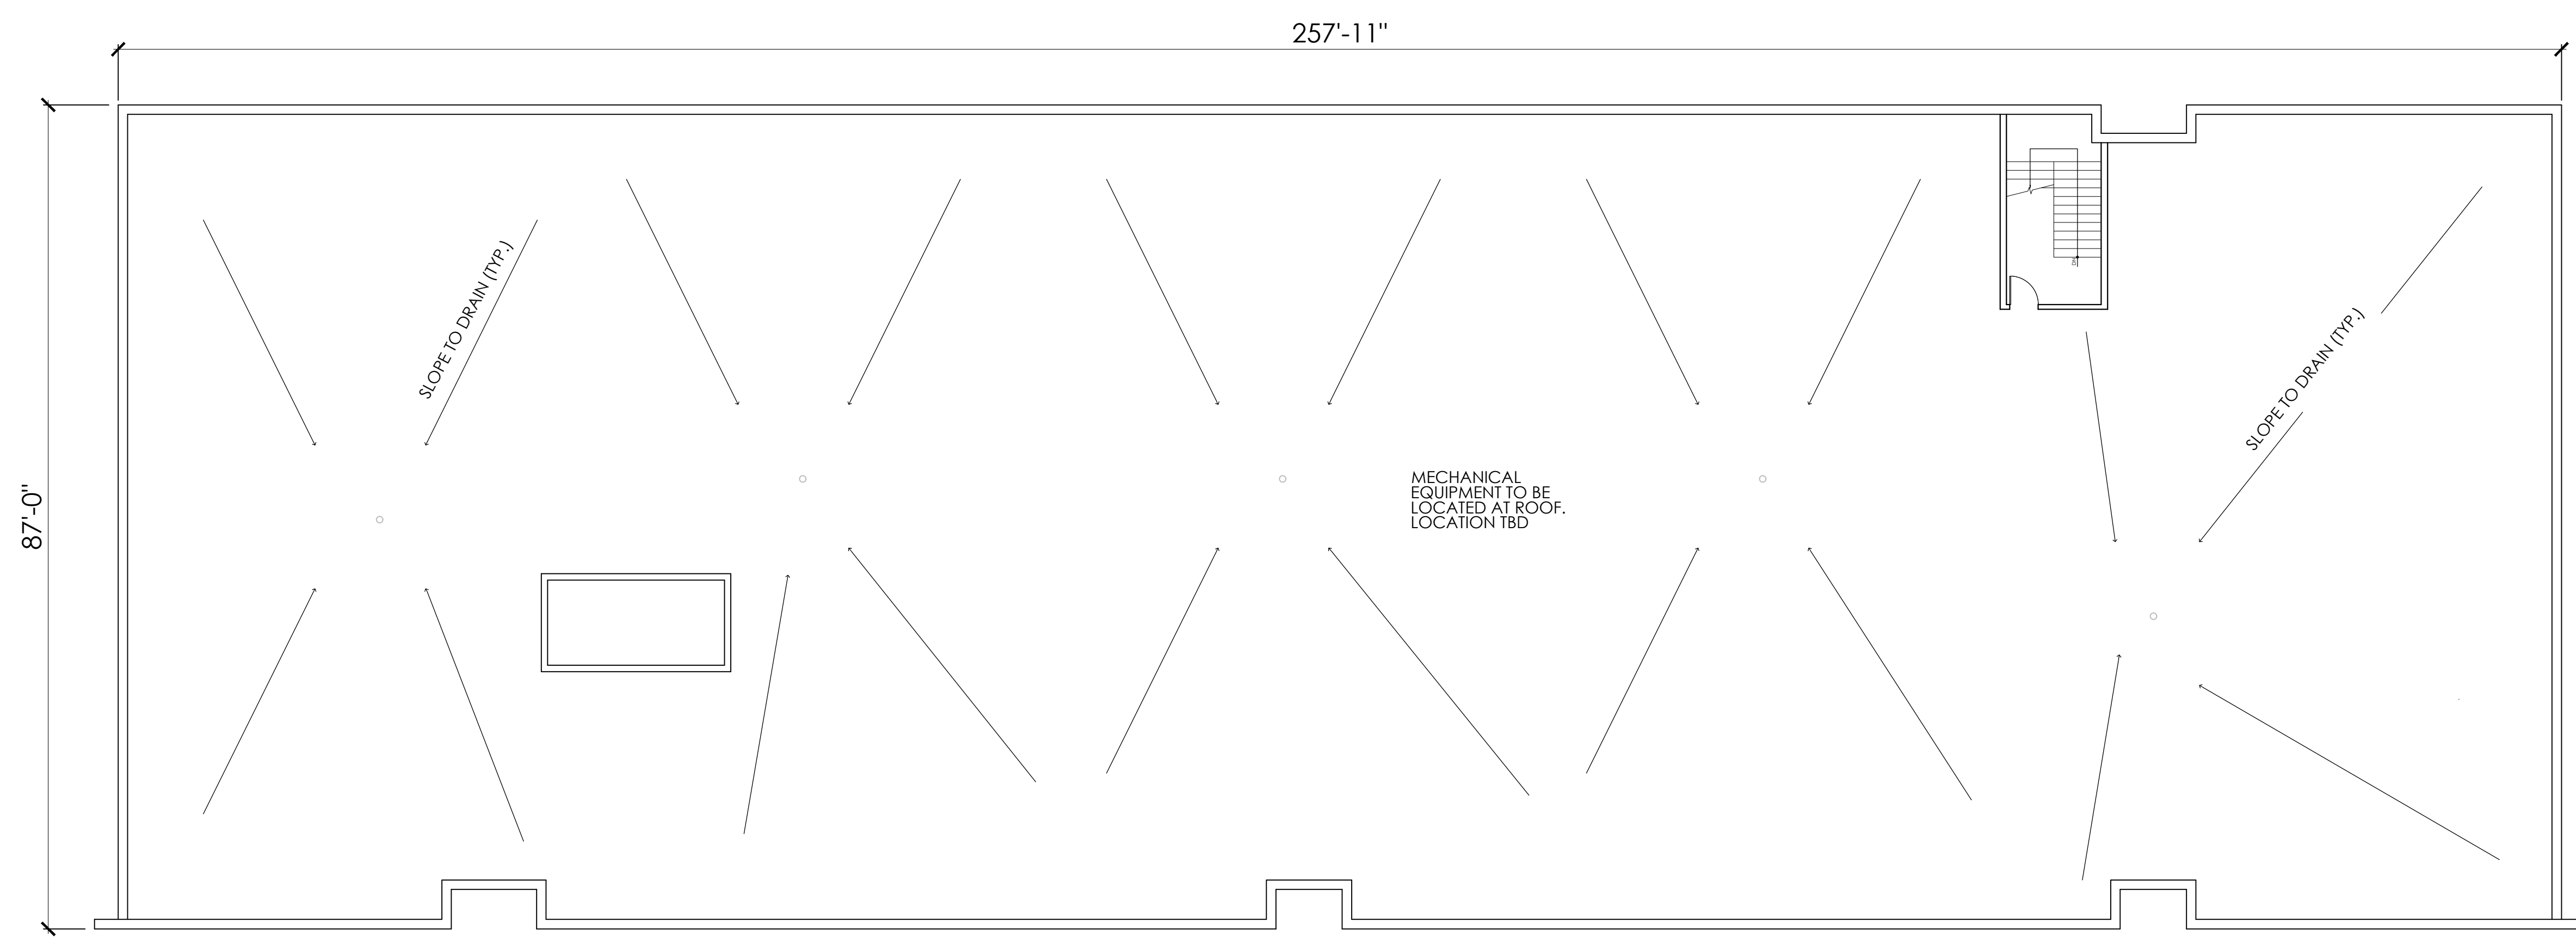 257'-11"
87'-0"
SLOPE TO DRAIN (TYP.)
SLOPE TO DRAIN (TYP.)
MECHANICAL
EQUIPMENT TO BE
LOCATED AT ROOF.
LOCATION TBD